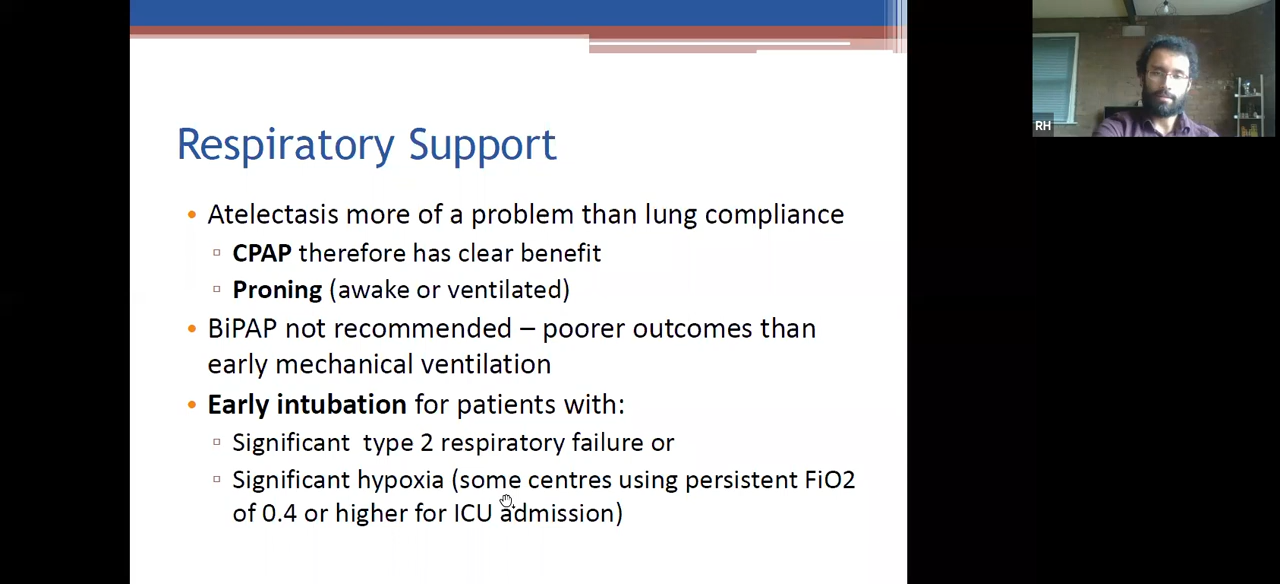 RH
Respiratory Support
• Atelectasis more of a problem than lung compliance
▫ CPAP therefore has clear benefit
▫ Proning (awake or ventilated)
• BiPAP not recommended – poorer outcomes than
early mechanical ventilation
• Early intubation for patients with:
▫ Significant  type 2 respiratory failure or
▫ Significant hypoxia (some centres using persistent FiO2
of 0.4 or higher for ICU admission)